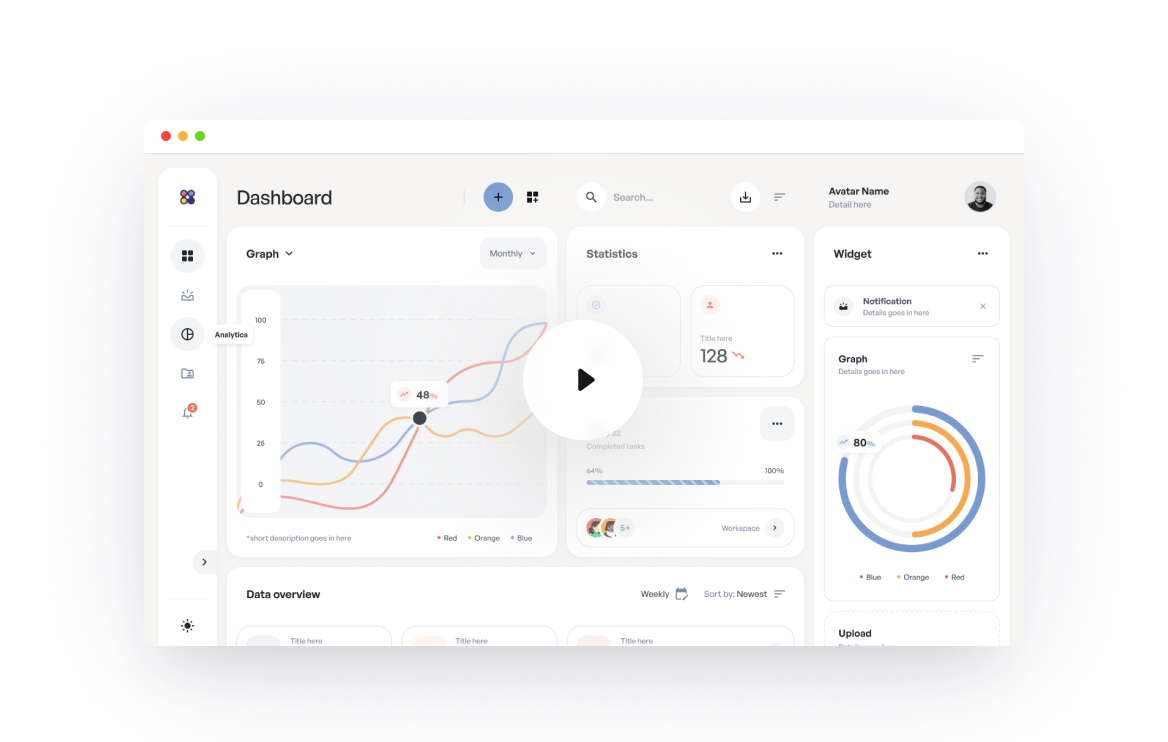 Dashboard
Search...
Avatar Name
Detail here
Graph
Monthly
100
75
50
25
0
48%
*short description goes in here
Red
Orange
Blue
Analytics
2
Statistics
Title here
128
Completed tasks
64%
100%
5+
Workspace
Widget
Notification
Details goes in here
Graph
Details goes in here
80%
Blue
Orange
Red
Upload
Data overview
Weekly
Sort by: Newest
Title here
Title here
Title here